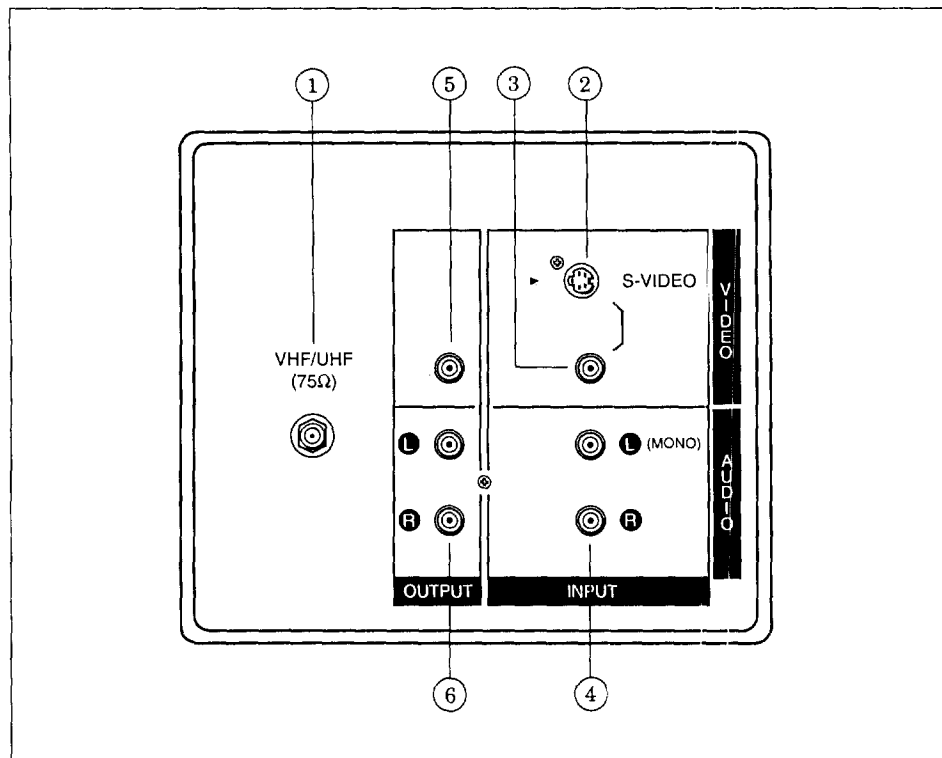 1 5 3 2
S-VIDEO
VIDEO
VHF/UHF
(75Ω)
L L (MONO)
AUDIO
R R
OUTPUT INPUT
6 4